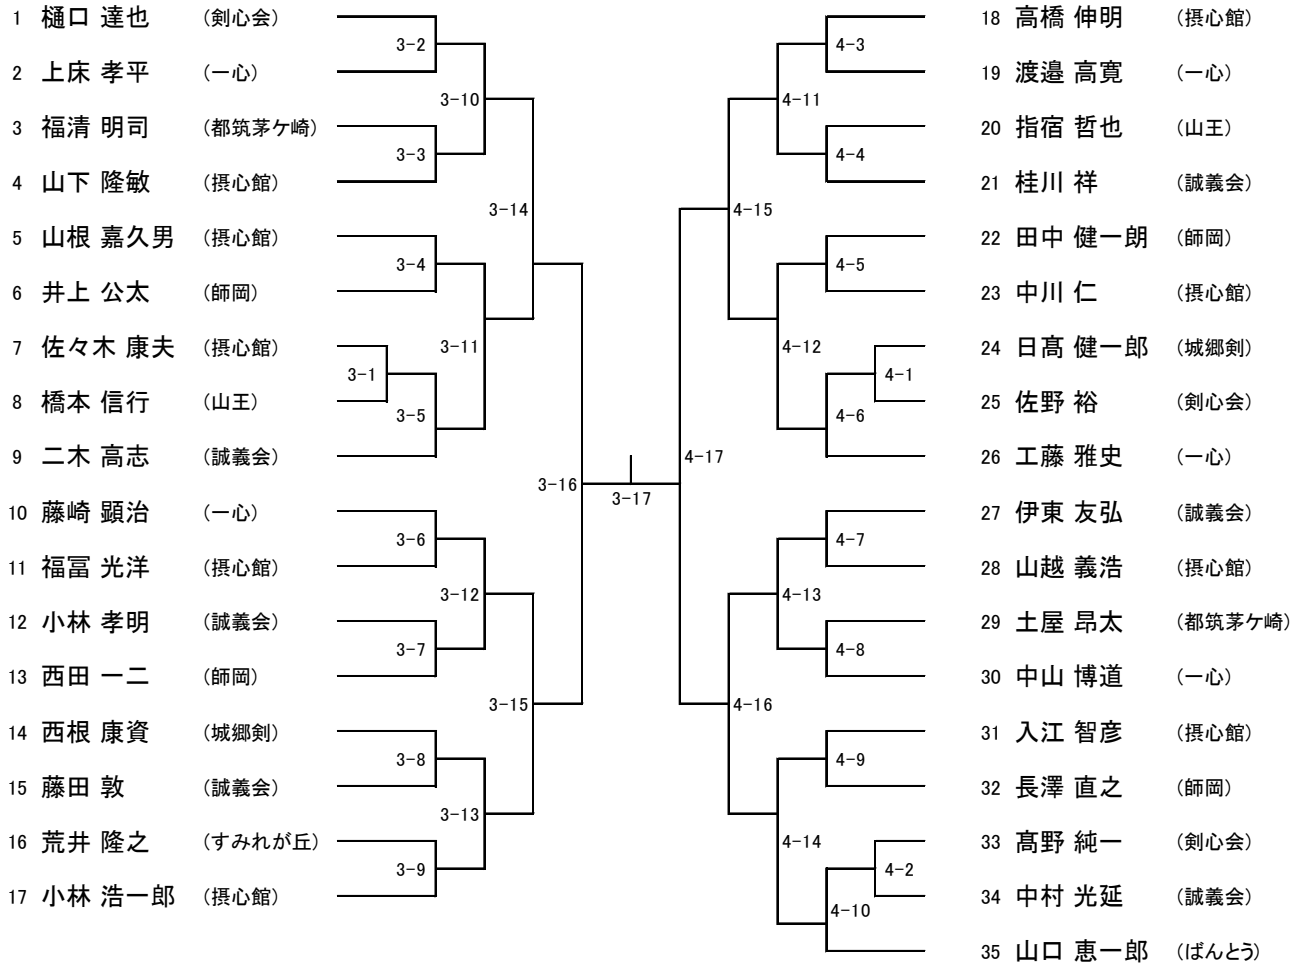 1 樋口 達也 (剣心会)
2 上床 孝平 (一心)
3 福清 明司 (都筑茅ケ崎)
4 山下 隆敏 (摂心館)
5 山根 嘉久男 (摂心館)
6 井上 公太 (師岡)
7 佐々木 康夫 (摂心館)
8 橋本 信行 (山王)
9 二木 高志 (誠義会)
10 藤崎 顕治 (一心)
11 福冨 光洋 (摂心館)
12 小林 孝明 (誠義会)
13 西田 一二 (師岡)
14 西根 康資 (城郷剣)
15 藤田 敦 (誠義会)
16 荒井 隆之 (すみれが丘)
17 小林 浩一郎 (摂心館)
3-2
3-3
3-4
3-1
3-5
3-6
3-7
3-8
3-9
3-10
3-11
3-12
3-13
3-14
3-15
3-16
3-17
4-17
4-15
4-16
4-11
4-12
4-13
4-14
4-3
4-4
4-5
4-1
4-6
4-7
4-8
4-9
4-2
4-10
18 高橋 伸明 (摂心館)
19 渡邉 高寛 (一心)
20 指宿 哲也 (山王)
21 桂川 祥 (誠義会)
22 田中 健一朗 (師岡)
23 中川 仁 (摂心館)
24 日髙 健一郎 (城郷剣)
25 佐野 裕 (剣心会)
26 工藤 雅史 (一心)
27 伊東 友弘 (誠義会)
28 山越 義浩 (摂心館)
29 土屋 昂太 (都筑茅ケ崎)
30 中山 博道 (一心)
31 入江 智彦 (摂心館)
32 長澤 直之 (師岡)
33 髙野 純一 (剣心会)
34 中村 光延 (誠義会)
35 山口 恵一郎 (ばんとう)